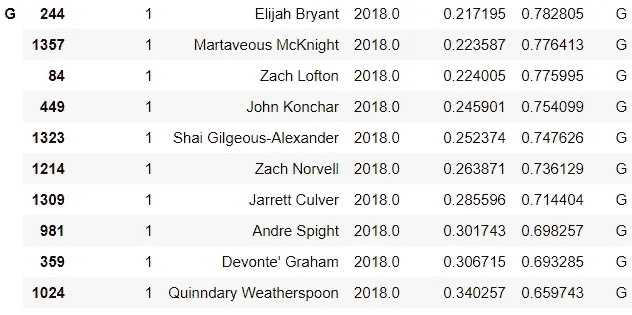 G 244 1 Elijah Bryant 2018.0 0.217195 0.782805 G
1357 1 Martaveous McKnight 2018.0 0.223587 0.776413 G
84 1 Zach Lofton 2018.0 0.224005 0.775995 G
449 1 John Konchar 2018.0 0.245901 0.754099 G
1323 1 Shai Gilgeous-Alexander 2018.0 0.252374 0.747626 G
1214 1 Zach Norvell 2018.0 0.263871 0.736129 G
1309 1 Jarrett Culver 2018.0 0.285596 0.714404 G
981 1 Andre Spight 2018.0 0.301743 0.698257 G
359 1 Devonte' Graham 2018.0 0.306715 0.693285 G
1024 1 Quinndary Weatherspoon 2018.0 0.340257 0.659743 G